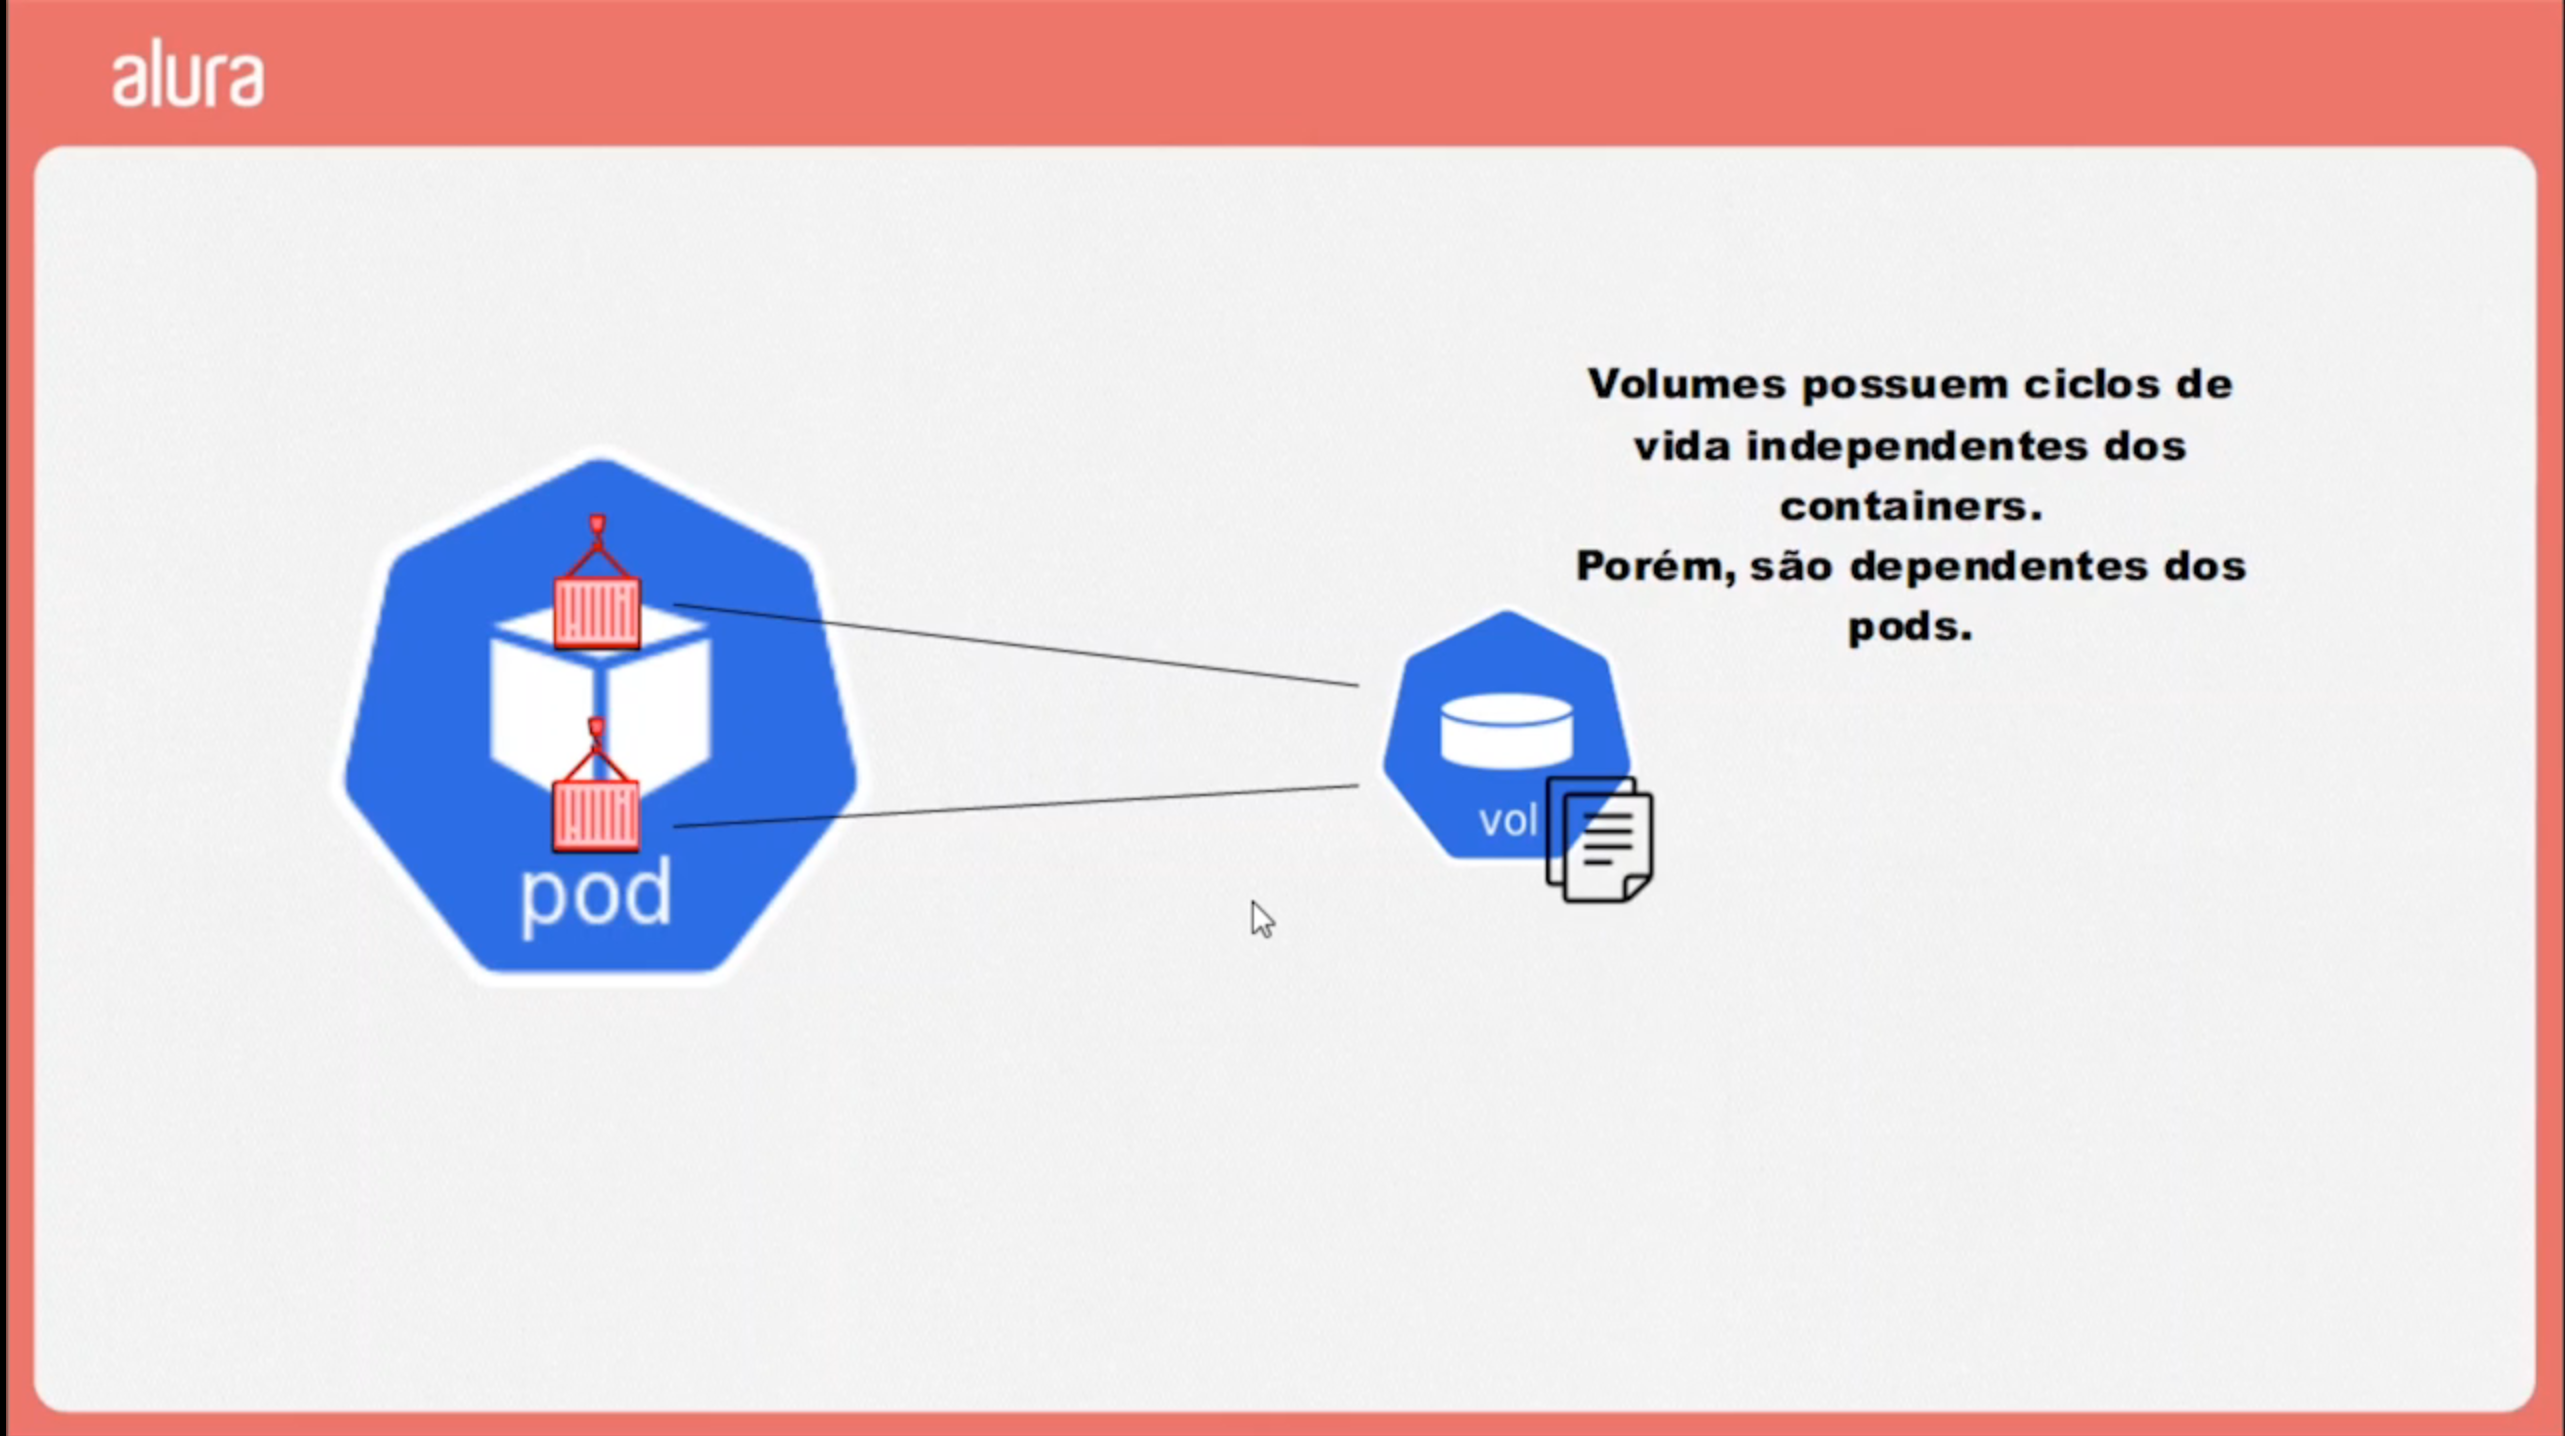 alura
Volumes possuem ciclos de
vida independentes dos
containers.
Porém, são dependentes dos
pods.
pod
vol